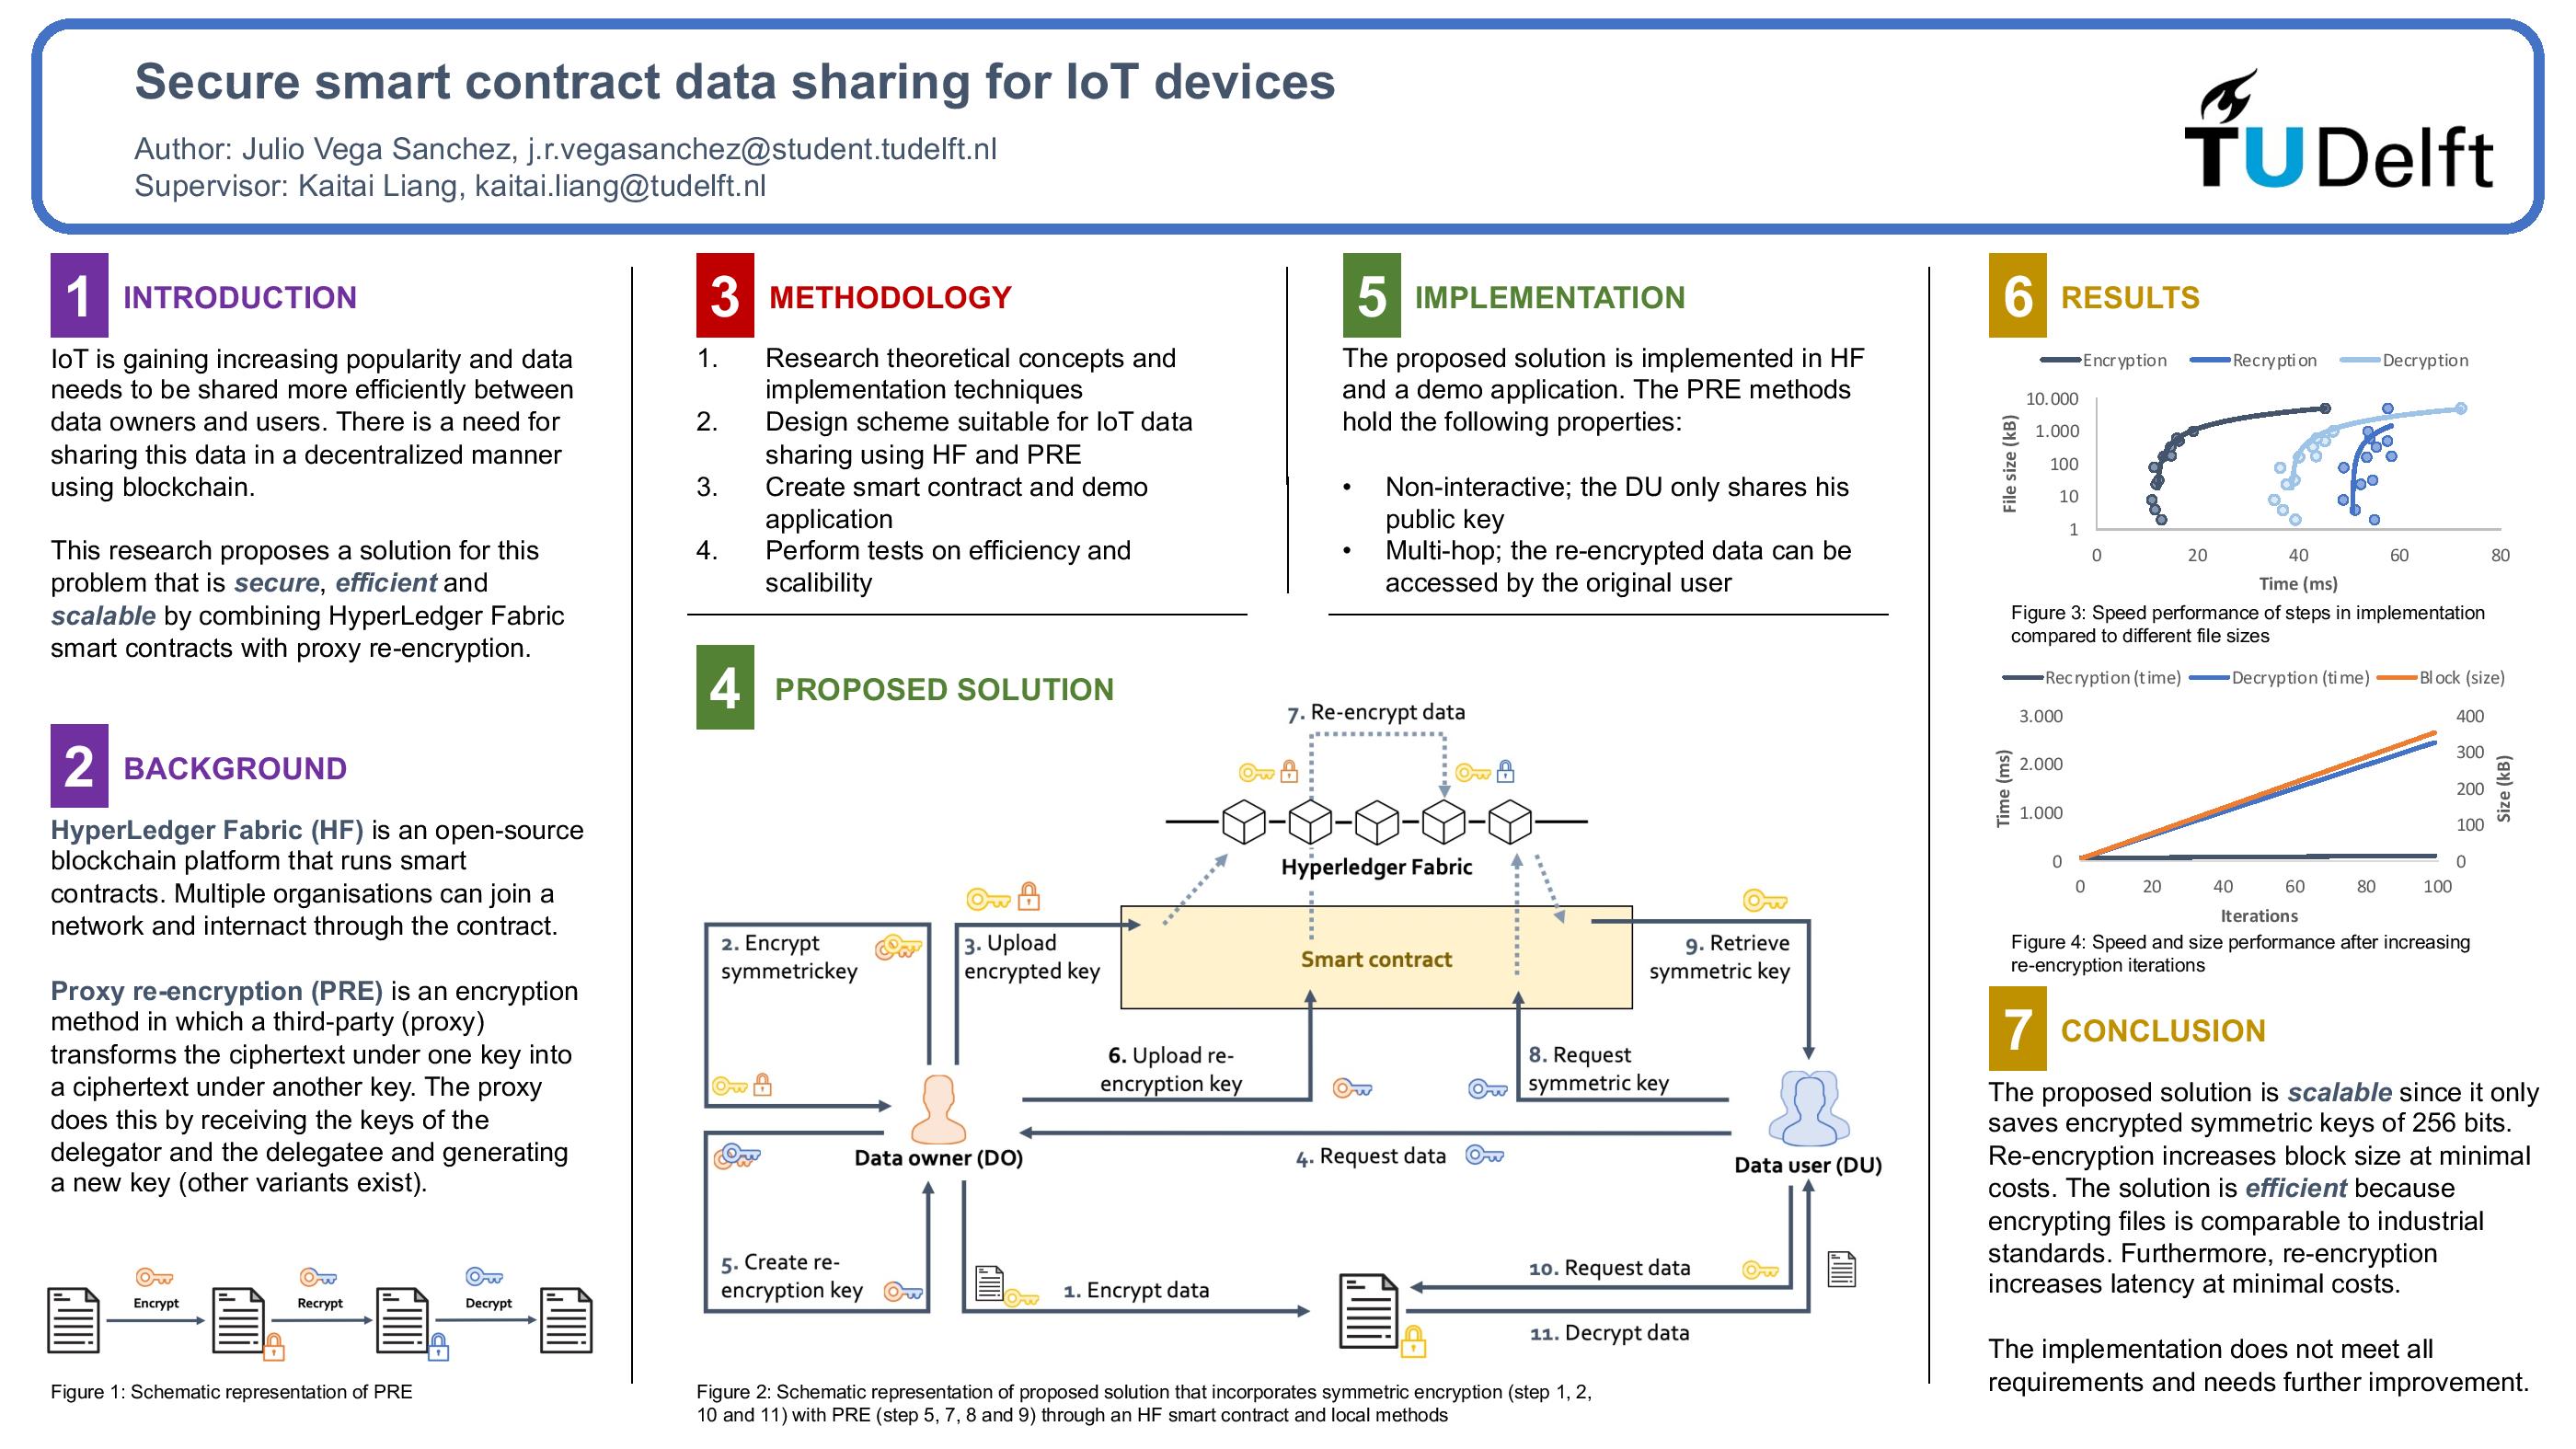 Secure smart contract data sharing for IoT devices
Author: Julio Vega Sanchez, j.r.vegasanchez@student.tudelft.nl
Supervisor: Kaitai Liang, kaitai.liang@tudelft.nl
TUDelft
1 INTRODUCTION
IoT is gaining increasing popularity and data
needs to be shared more efficiently between
data owners and users. There is a need for
sharing this data in a decentralized manner
using blockchain.
This research proposes a solution for this
problem that is secure, efficient and
scalable by combining HyperLedger Fabric
smart contracts with proxy re-encryption.
2 BACKGROUND
HyperLedger Fabric (HF) is an open-source
blockchain platform that runs smart
contracts. Multiple organisations can join a
network and internact through the contract.
Proxy re-encryption (PRE) is an encryption
method in which a third-party (proxy)
transforms the ciphertext under one key into
a ciphertext under another key. The proxy
does this by receiving the keys of the
delegator and the delegatee and generating
a new key (other variants exist).
Encrypt
Recrypt
Decrypt
Figure 1: Schematic representation of PRE
3 METHODOLOGY
1. Research theoretical concepts and
implementation techniques
2. Design scheme suitable for IoT data
sharing using HF and PRE
3. Create smart contract and demo
application
4. Perform tests on efficiency and
scalibility
5 IMPLEMENTATION
The proposed solution is implemented in HF
and a demo application. The PRE methods
hold the following properties:
• Non-interactive; the DU only shares his
public key
• Multi-hop; the re-encrypted data can be
accessed by the original user
4 PROPOSED SOLUTION
7. Re-encrypt data
Hyperledger Fabric
2. Encrypt
symmetrickey
3. Upload
encrypted key
Smart contract
9. Retrieve
symmetric key
6. Upload re-
encryption key
8. Request
symmetric key
Data owner (DO)
4. Request data
Data user (DU)
5. Create re-
encryption key
1. Encrypt data
10. Request data
11. Decrypt data
Figure 2: Schematic representation of proposed solution that incorporates symmetric encryption (step 1, 2,
10 and 11) with PRE (step 5, 7, 8 and 9) through an HF smart contract and local methods
6 RESULTS
Encryption Recryption Decryption
File size (kB)
10.000
1.000
100
10
1
0 20 40 60 80
Time (ms)
Figure 3: Speed performance of steps in implementation
compared to different file sizes
Recryption (time) Decryption (time) Block (size)
Time (ms)
3.000
2.000
1.000
0
400
300
200
100
0
Size (kB)
0 20 40 60 80 100
Iterations
Figure 4: Speed and size performance after increasing
re-encryption iterations
7 CONCLUSION
The proposed solution is scalable since it only
saves encrypted symmetric keys of 256 bits.
Re-encryption increases block size at minimal
costs. The solution is efficient because
encrypting files is comparable to industrial
standards. Furthermore, re-encryption
increases latency at minimal costs.
The implementation does not meet all
requirements and needs further improvement.